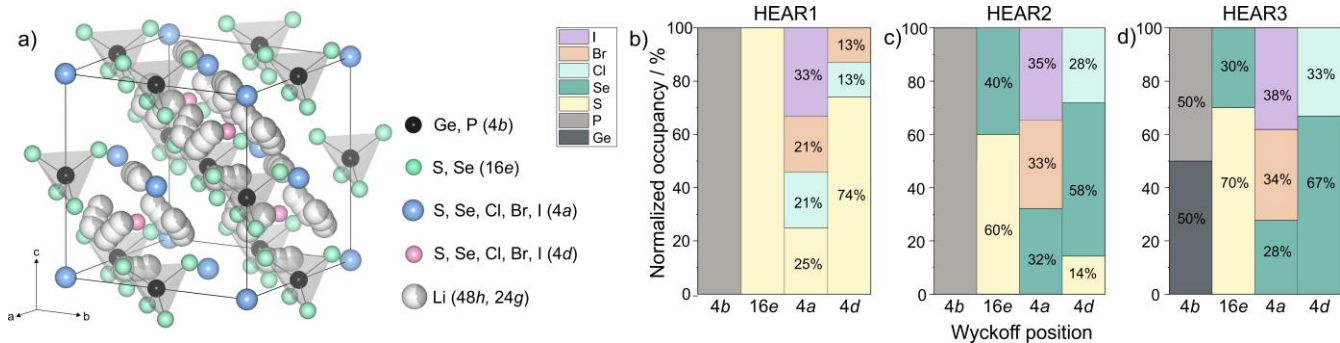 a)
Ge, P (4b)
S, Se (16e)
S, Se, Cl, Br, I (4a)
S, Se, Cl, Br, I (4d)
Li (48h, 24g)
c
a
b
I
Br
Cl
Se
S
P
Ge
b)
HEAR1
Normalized occupancy / %
100
80
60
40
20
0
33%
21%
21%
25%
13%
13%
74%
4b 16e 4a 4d
c)
HEAR2
100
80
60
40
20
0
40%
60%
35%
33%
32%
28%
58%
14%
4b 16e 4a 4d
Wyckoff position
d)
HEAR3
100
80
60
40
20
0
50%
50%
30%
70%
38%
34%
28%
33%
67%
4b 16e 4a 4d